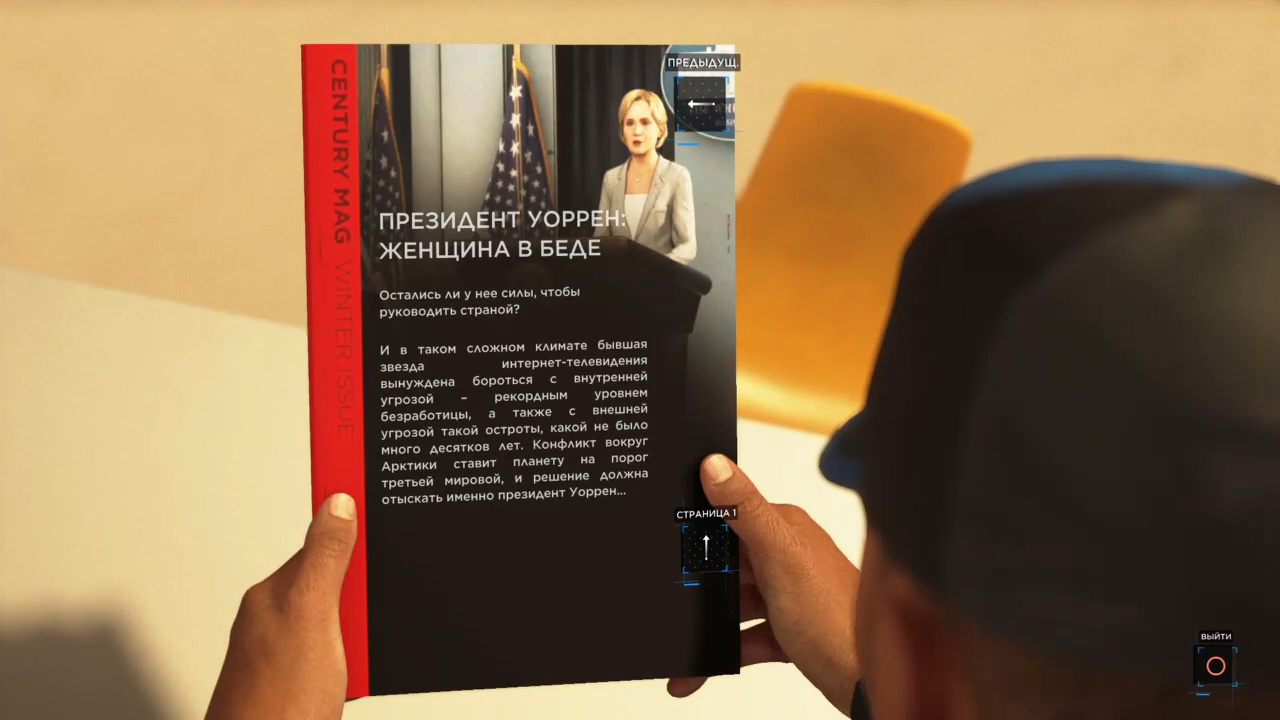 CENTURY MAG WINTER ISSUE
ПРЕДЫДУЩ.
ПРЕЗИДЕНТ УОРРЕН:
ЖЕНЩИНА В БЕДЕ
Остались ли у нее силы, чтобы
руководить страной?
И в таком сложном климате бывшая
звезда интернет-телевидения
вынуждена бороться с внутренней
угрозой – рекордным уровнем
безработицы, а также с внешней
угрозой такой остроты, какой не было
много десятков лет. Конфликт вокруг
Арктики ставит планету на порог
третьей мировой, и решение должна
отыскать именно президент Уоррен...
СТРАНИЦА 1
ВЫЙТИ